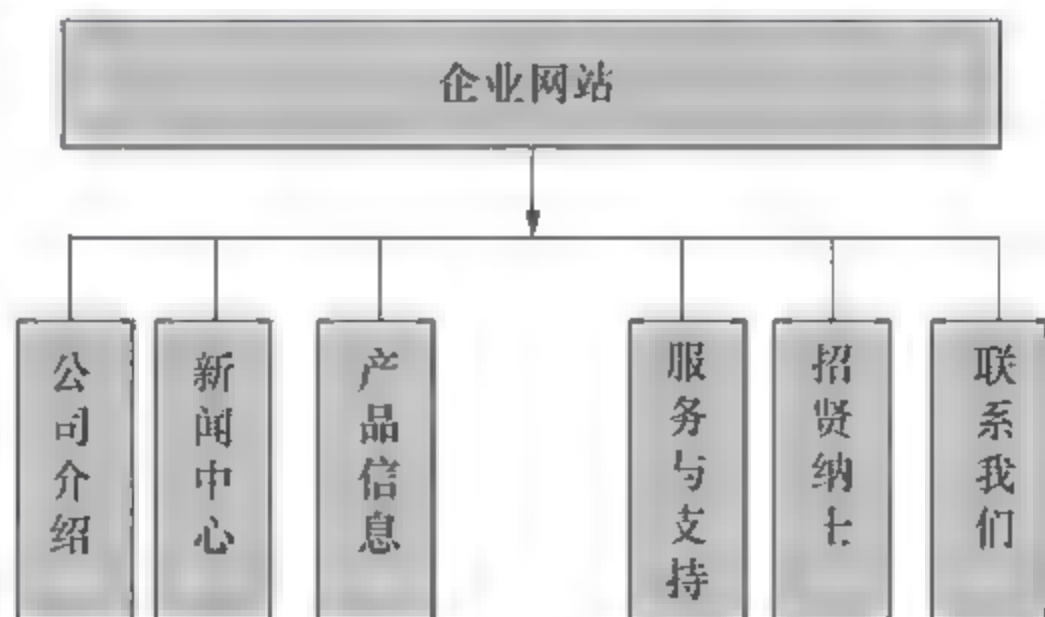 企业网站
公司介绍
新闻中心
产品信息
服务与支持
招贤纳士
联系我们